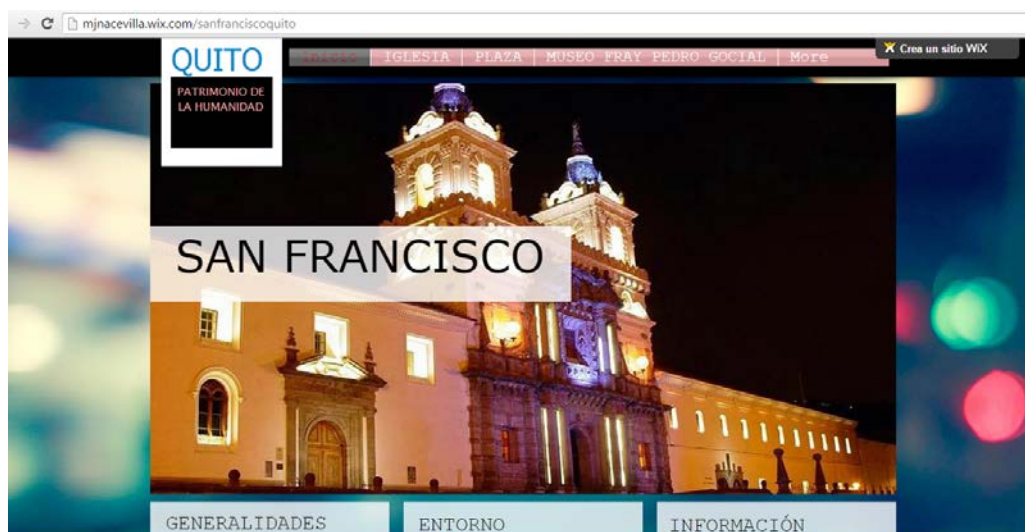 mjnacevilla.wix.com/sanfranciscoquito
QUITO
PATRIMONIO DE
LA HUMANIDAD
Inicio | IGLESIA | PLAZA | MUSEO FRAY PEDRO GOCIAL | More
Crea un sitio WiX
SAN FRANCISCO
GENERALIDADES
ENTORNO
INFORMACIÓN